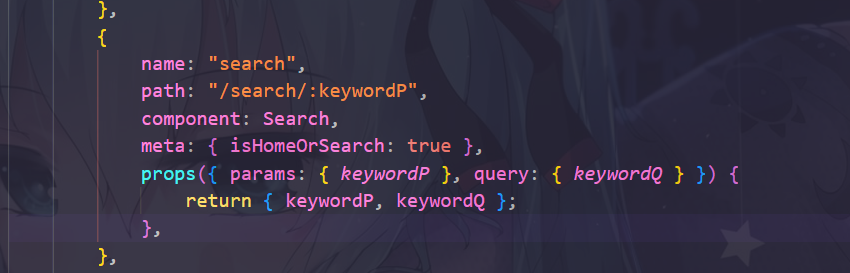 },
{
name: "search",
path: "/search/:keywordP",
component: Search,
meta: { isHomeOrSearch: true },
props({ params: { keywordP }, query: { keywordQ } }) {
return { keywordP, keywordQ };
},
},